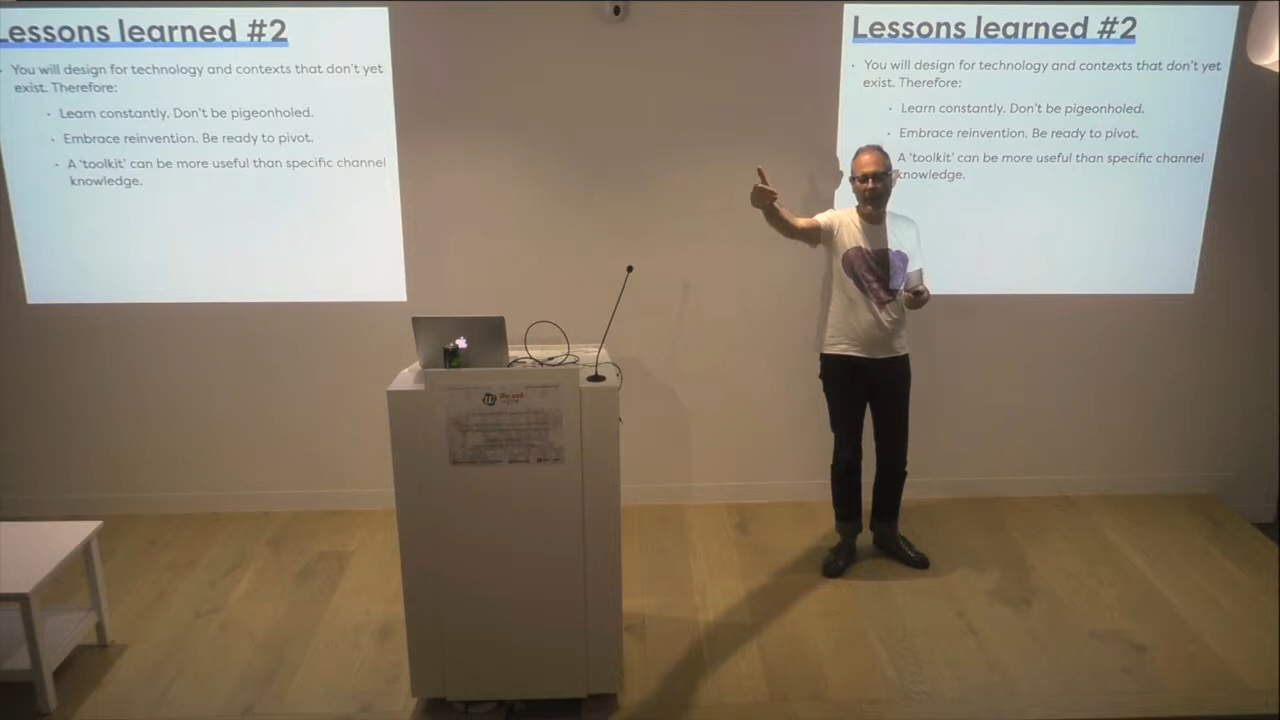 Lessons learned #2
• You will design for technology and contexts that don't yet
exist. Therefore:
• Learn constantly. Don't be pigeonholed.
• Embrace reinvention. Be ready to pivot.
• A 'toolkit' can be more useful than specific channel
knowledge.
Lessons learned #2
• You will design for technology and contexts that don't yet
exist. Therefore:
• Learn constantly. Don't be pigeonholed.
• Embrace reinvention. Be ready to pivot.
A 'toolkit' can be more useful than specific channel
knowledge.